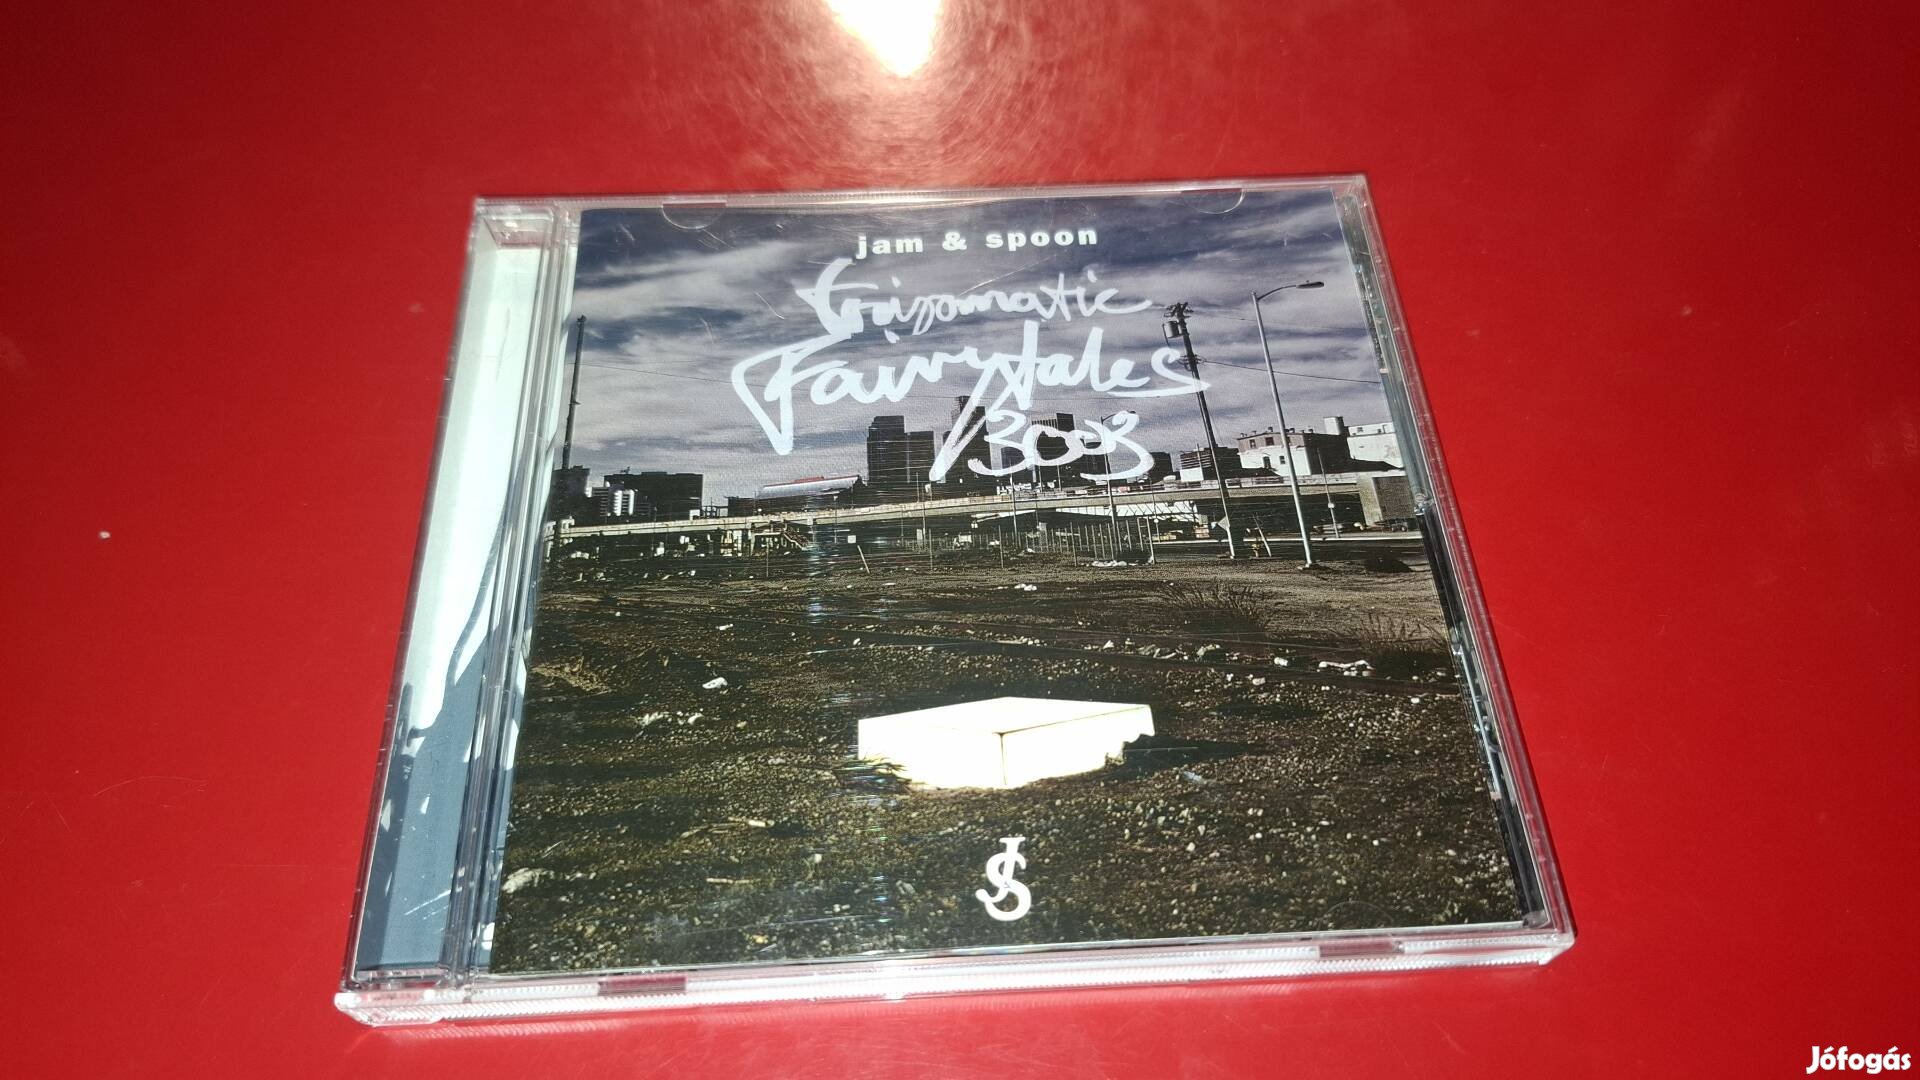 jam & spoon
Tripomatic
Fairytales
3003
JS
Jófogás